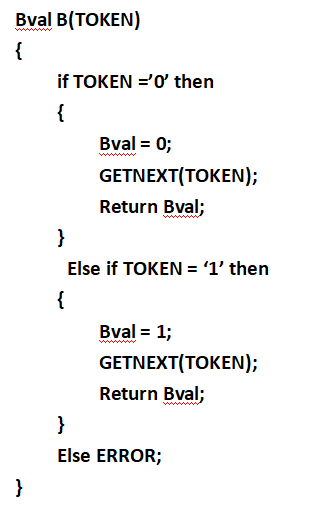 Bval B(TOKEN)
{
if TOKEN =’0’ then
{
Bval = 0;
GETNEXT(TOKEN);
Return Bval;
}
Else if TOKEN = ‘1’ then
{
Bval = 1;
GETNEXT(TOKEN);
Return Bval;
}
Else ERROR;
}